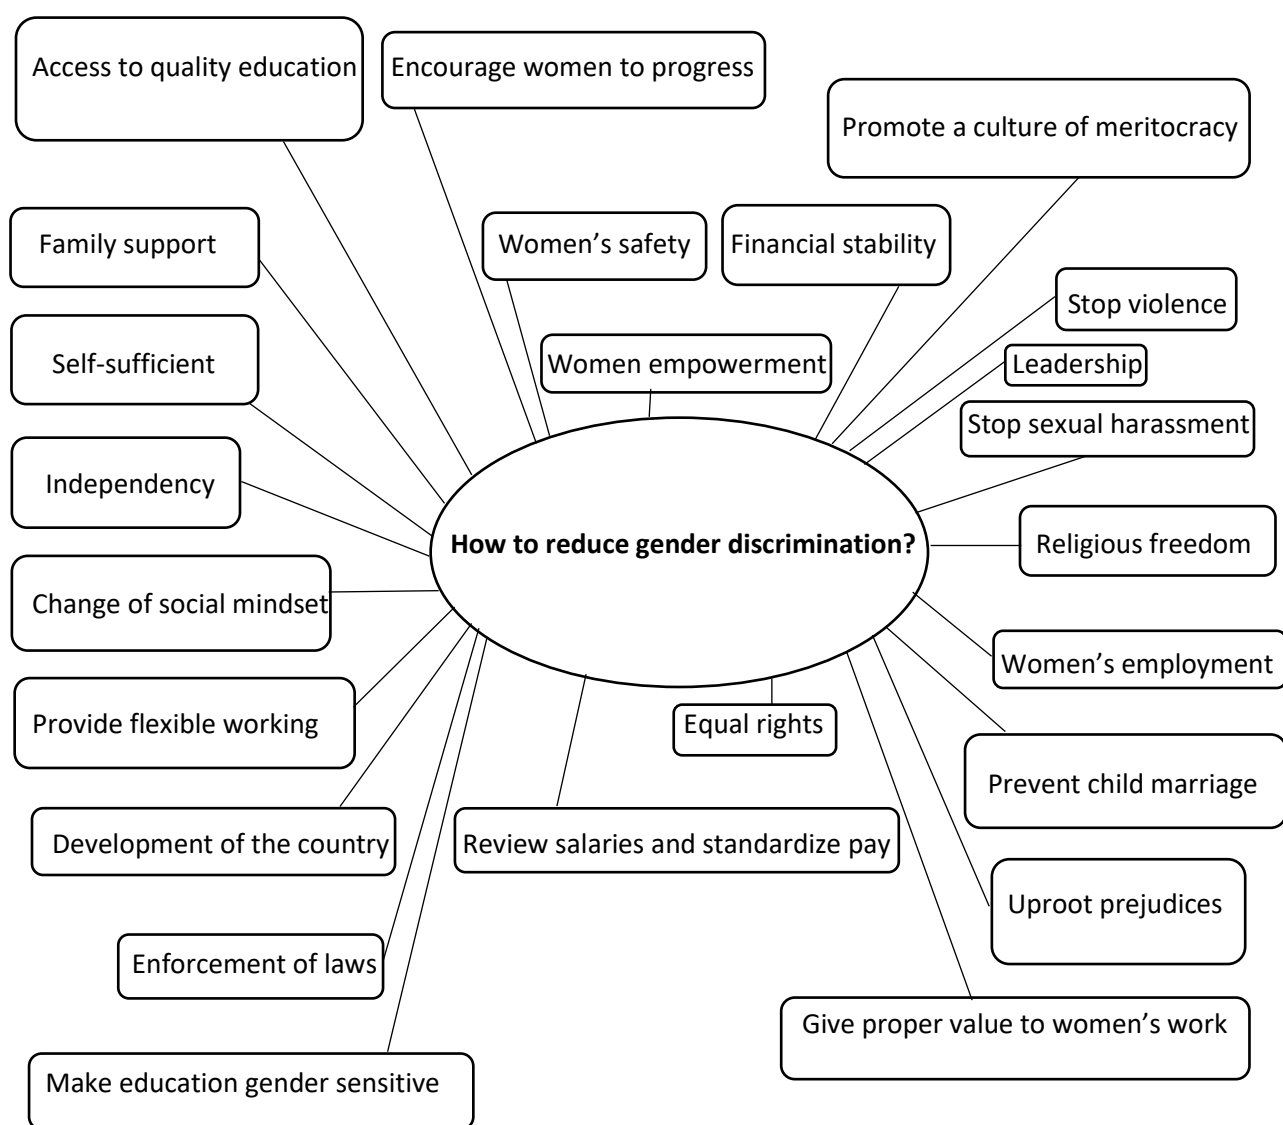 Access to quality education
Encourage women to progress
Promote a culture of meritocracy
Family support
Women’s safety
Financial stability
Stop violence
Self-sufficient
Women empowerment
Leadership
Stop sexual harassment
Independency
How to reduce gender discrimination?
Religious freedom
Change of social mindset
Women’s employment
Provide flexible working
Equal rights
Prevent child marriage
Development of the country
Review salaries and standardize pay
Uproot prejudices
Enforcement of laws
Give proper value to women’s work
Make education gender sensitive